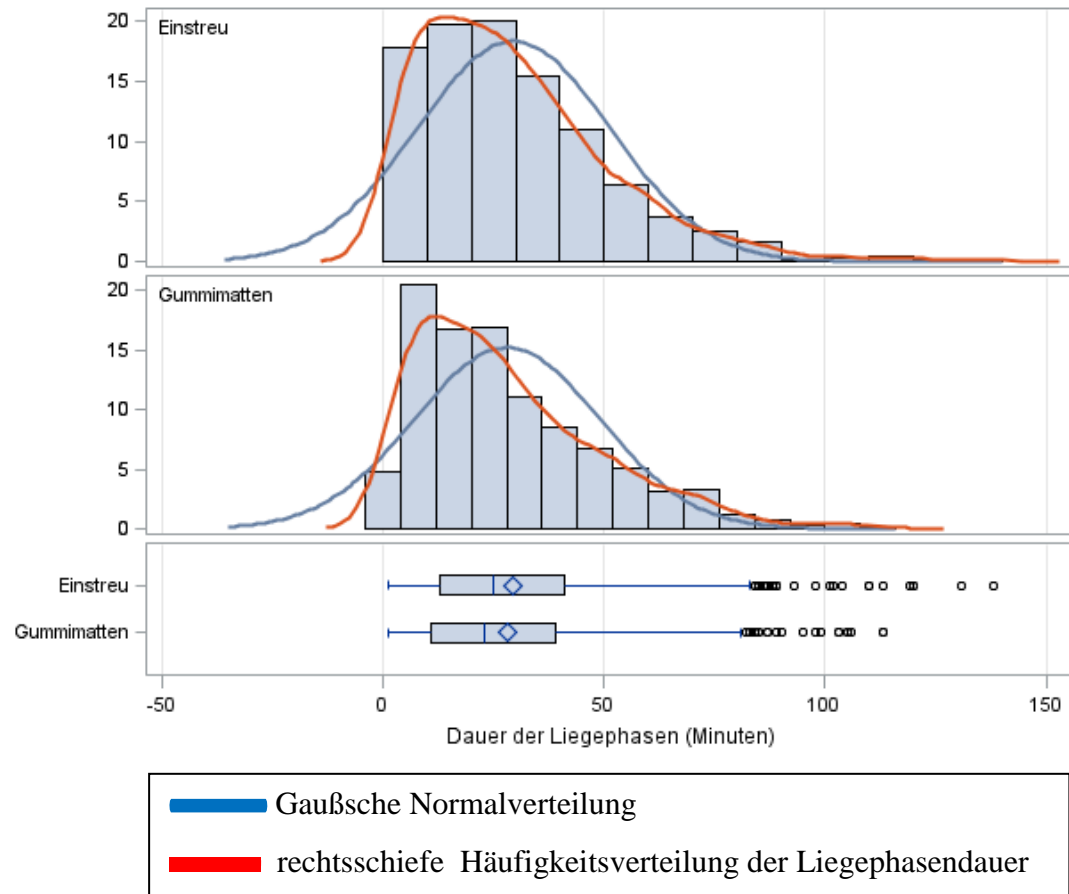 Einstreu
20
15
10
5
0
Gummimatten
20
15
10
5
0
Einstreu
Gummimatten
-50 0 50 100 150
Dauer der Liegephasen (Minuten)
Gaußsche Normalverteilung
rechtsschiefe Häufigkeitsverteilung der Liegephasendauer